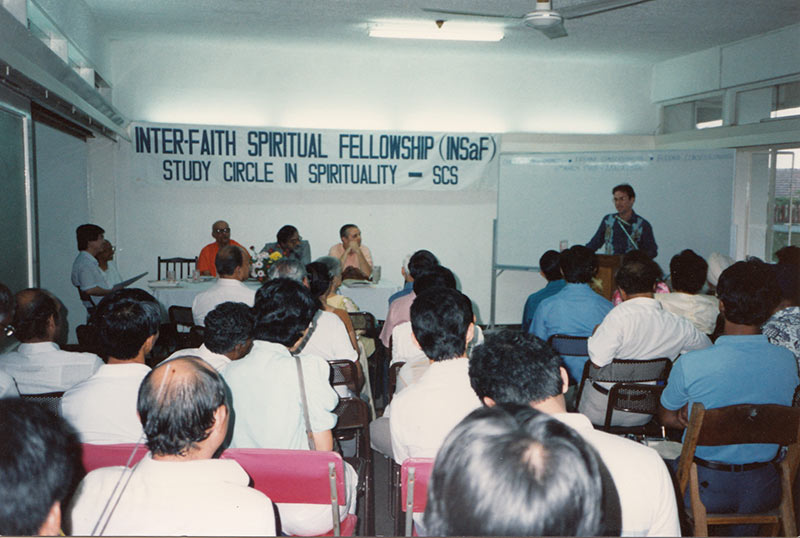 INTER-FAITH SPIRITUAL FELLOWSHIP (INSaF)
STUDY CIRCLE IN SPIRITUALITY - SCS